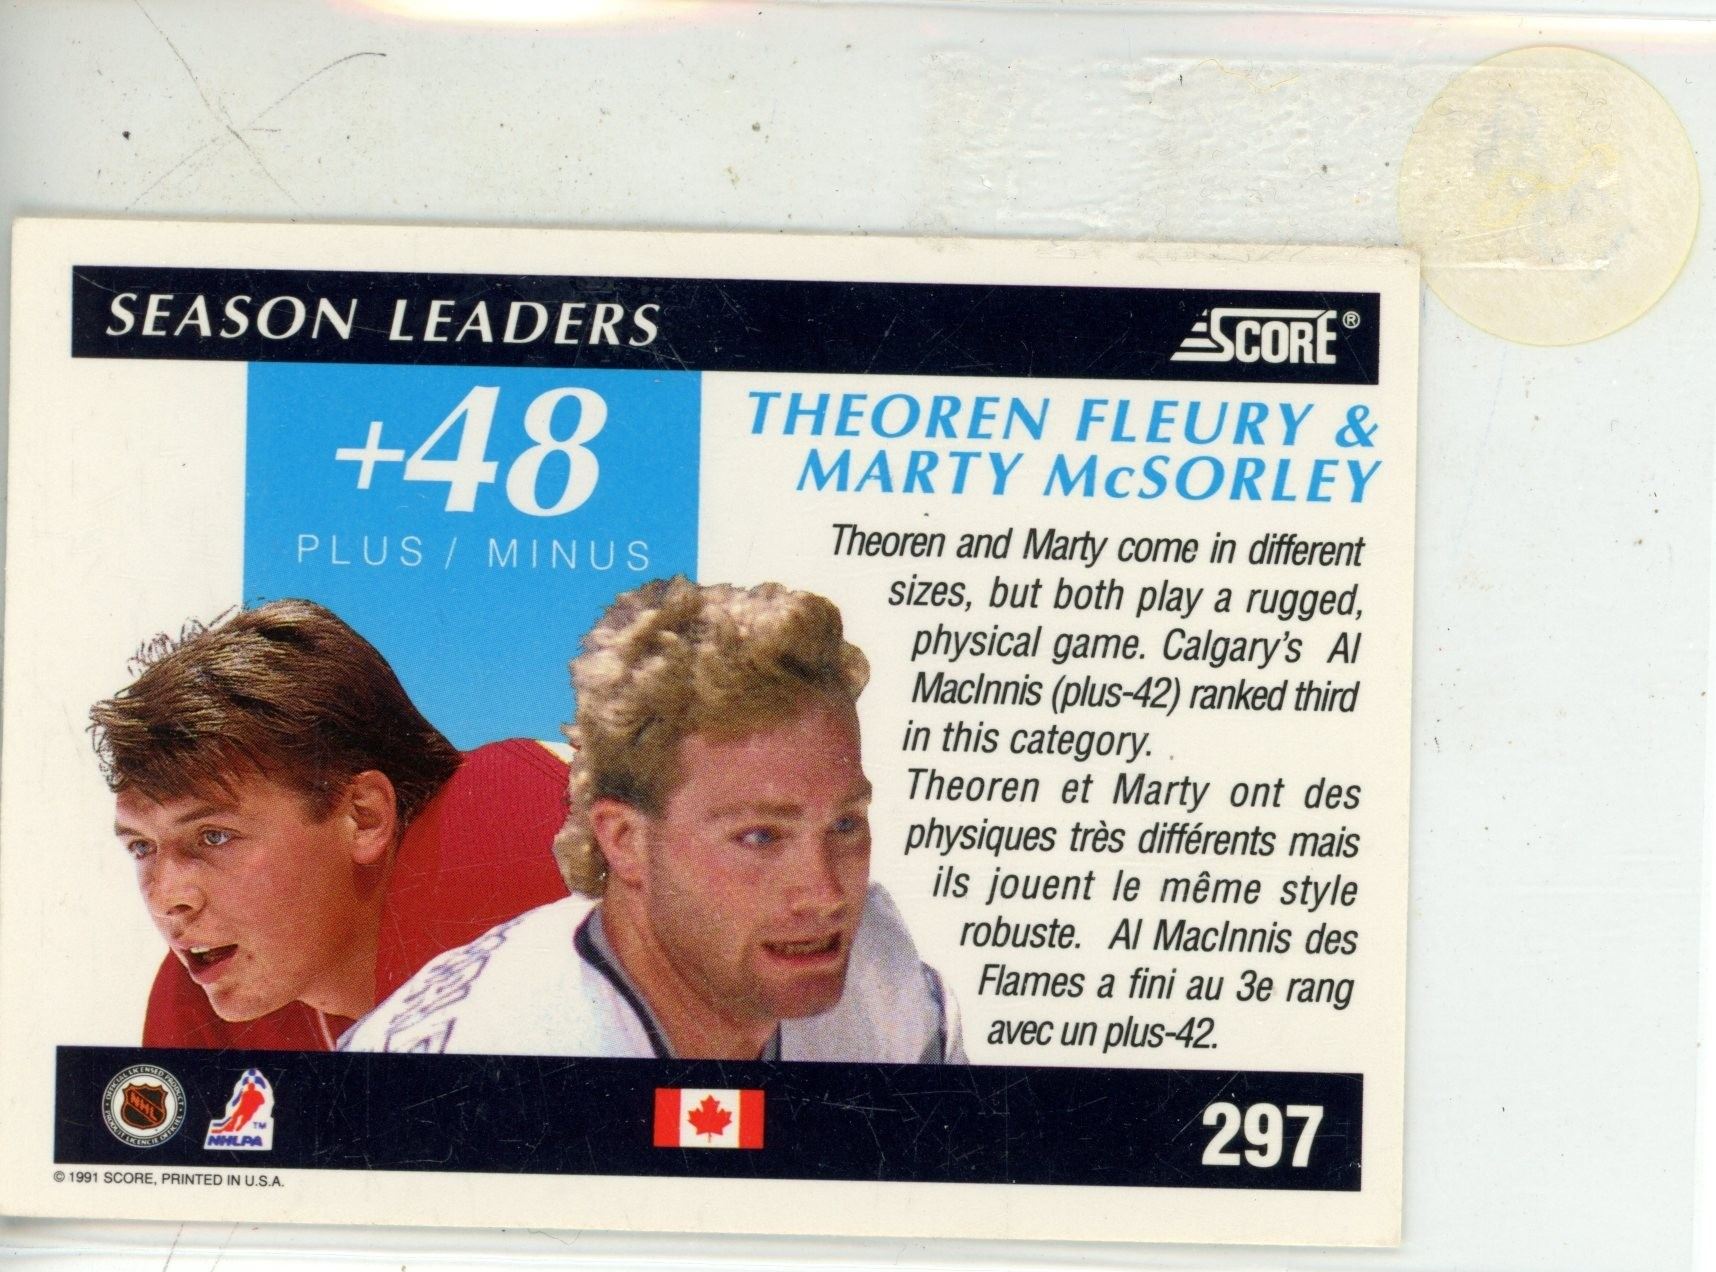 SEASON LEADERS
SCORE®
+48
PLUS / MINUS
THEOREN FLEURY &
MARTY McSORLEY
Theoren and Marty come in different
sizes, but both play a rugged,
physical game. Calgary's Al
MacInnis (plus-42) ranked third
in this category.
Theoren et Marty ont des
physiques très différents mais
ils jouent le même style
robuste. Al MacInnis des
Flames a fini au 3e rang
avec un plus-42.
NHL
NHLPA
TM
297
© 1991 SCORE, PRINTED IN U.S.A.